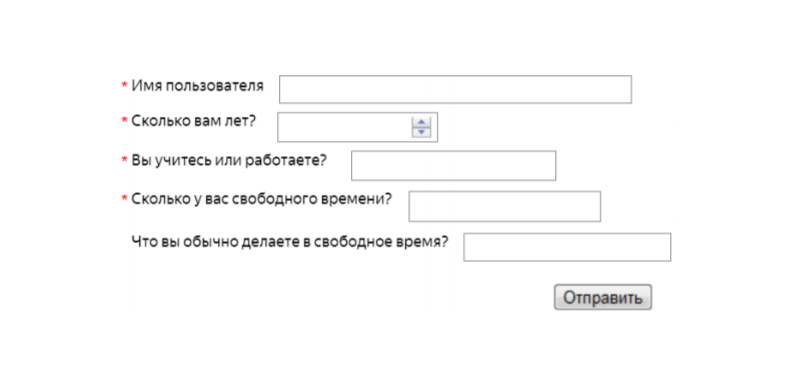 * Имя пользователя
* Сколько вам лет?
* Вы учитесь или работаете?
* Сколько у вас свободного времени?
Что вы обычно делаете в свободное время?
Отправить